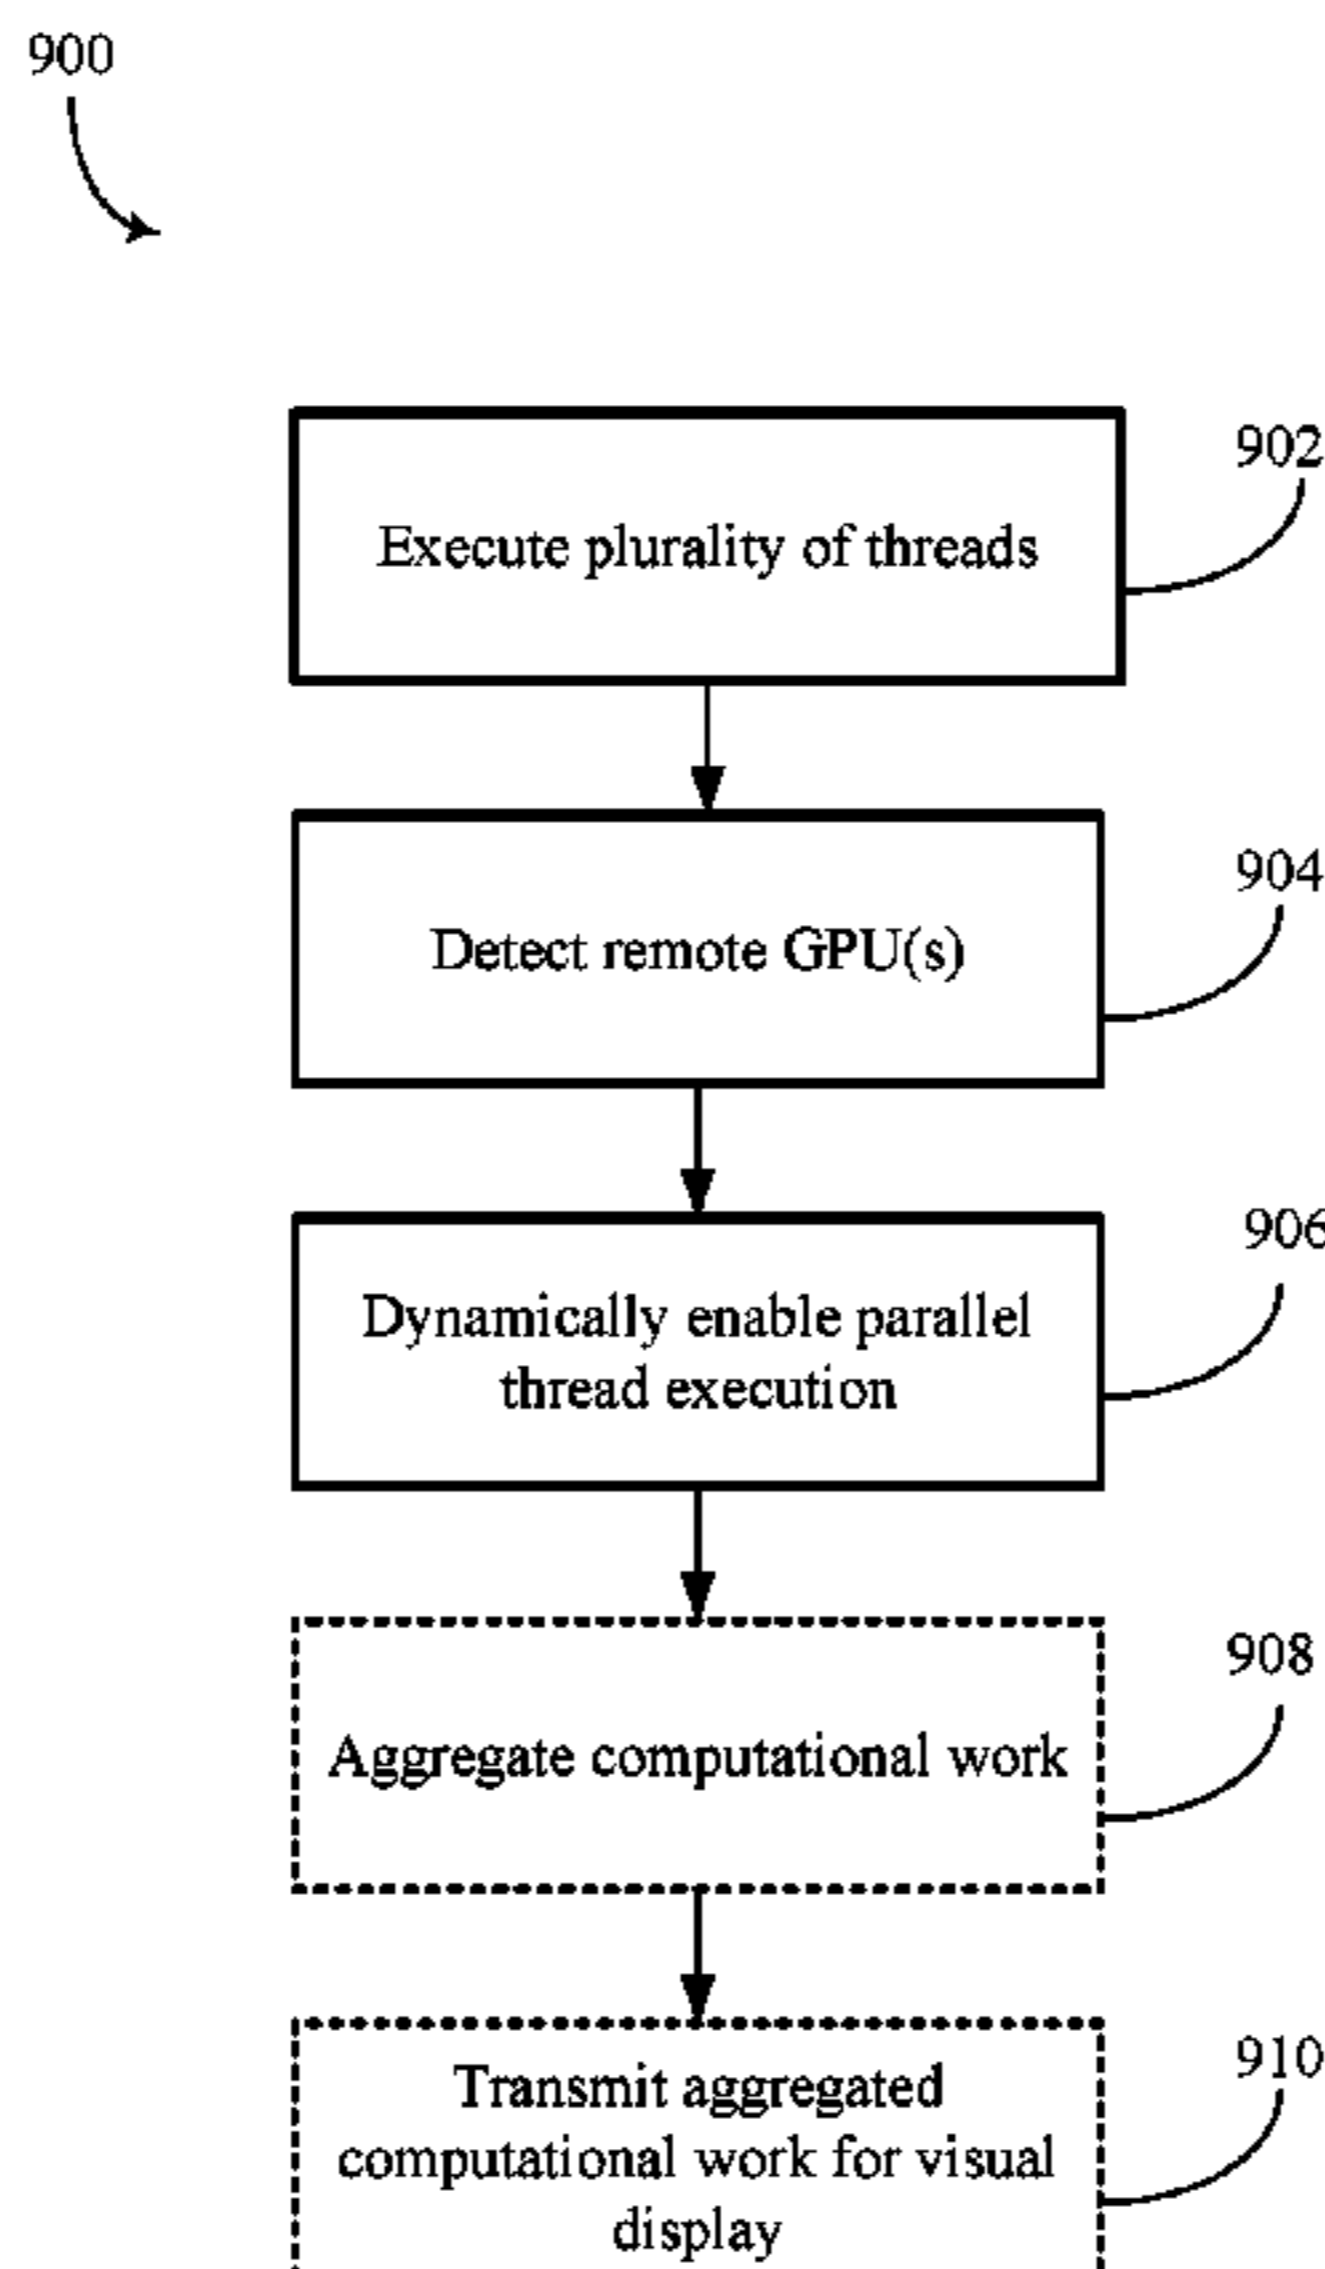 900
902
Execute plurality of threads
904
Detect remote GPU(s)
906
Dynamically enable parallel
thread execution
908
Aggregate computational work
910
Transmit aggregated
computational work for visual
display